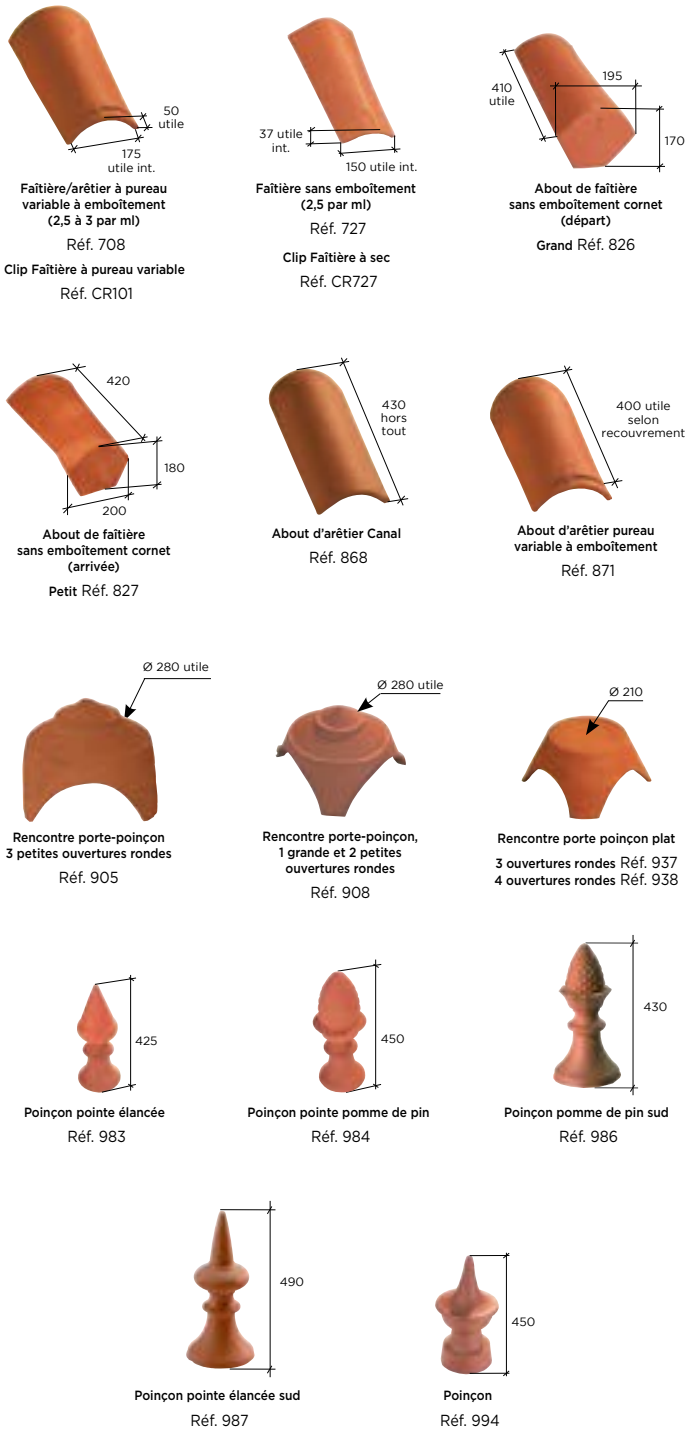 50
utile
175
utile int.
Faîtière/arêtier à pureau
variable à emboîtement
(2,5 à 3 par ml)
Réf. 708
Clip Faîtière à pureau variable
Réf. CR101
37 utile
int.
150 utile int.
Faîtière sans emboîtement
(2,5 par ml)
Réf. 727
Clip Faîtière à sec
Réf. CR727
410
utile
195
170
About de faîtière
sans emboîtement cornet
(départ)
Grand Réf. 826
420
180
200
About de faîtière
sans emboîtement cornet
(arrivée)
Petit Réf. 827
430
hors
tout
About d'arêtier Canal
Réf. 868
400 utile
selon
recouvrement
About d'arêtier pureau
variable à emboîtement
Réf. 871
Ø 280 utile
Rencontre porte-poinçon
3 petites ouvertures rondes
Réf. 905
Ø 280 utile
Rencontre porte-poinçon,
1 grande et 2 petites
ouvertures rondes
Réf. 908
Ø 210
Rencontre porte poinçon plat
3 ouvertures rondes Réf. 937
4 ouvertures rondes Réf. 938
425
Poinçon pointe élancée
Réf. 983
450
Poinçon pointe pomme de pin
Réf. 984
430
Poinçon pomme de pin sud
Réf. 986
490
Poinçon pointe élancée sud
Réf. 987
450
Poinçon
Réf. 994